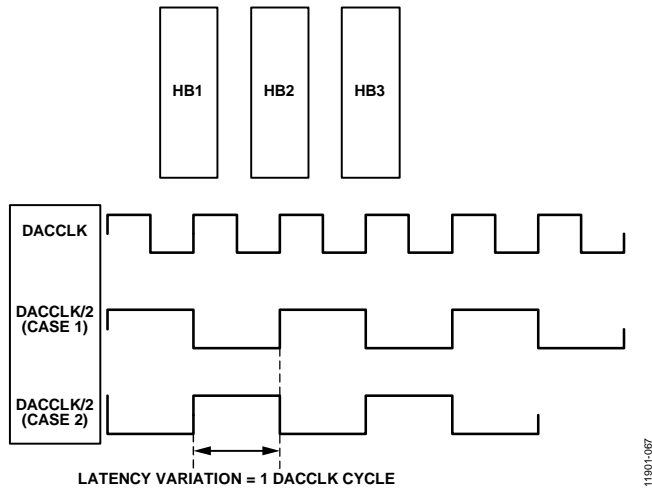 HB1
HB2
HB3
DACCLK
DACCLK/2
(CASE 1)
DACCLK/2
(CASE 2)
LATENCY VARIATION = 1 DACCLK CYCLE
11901-067